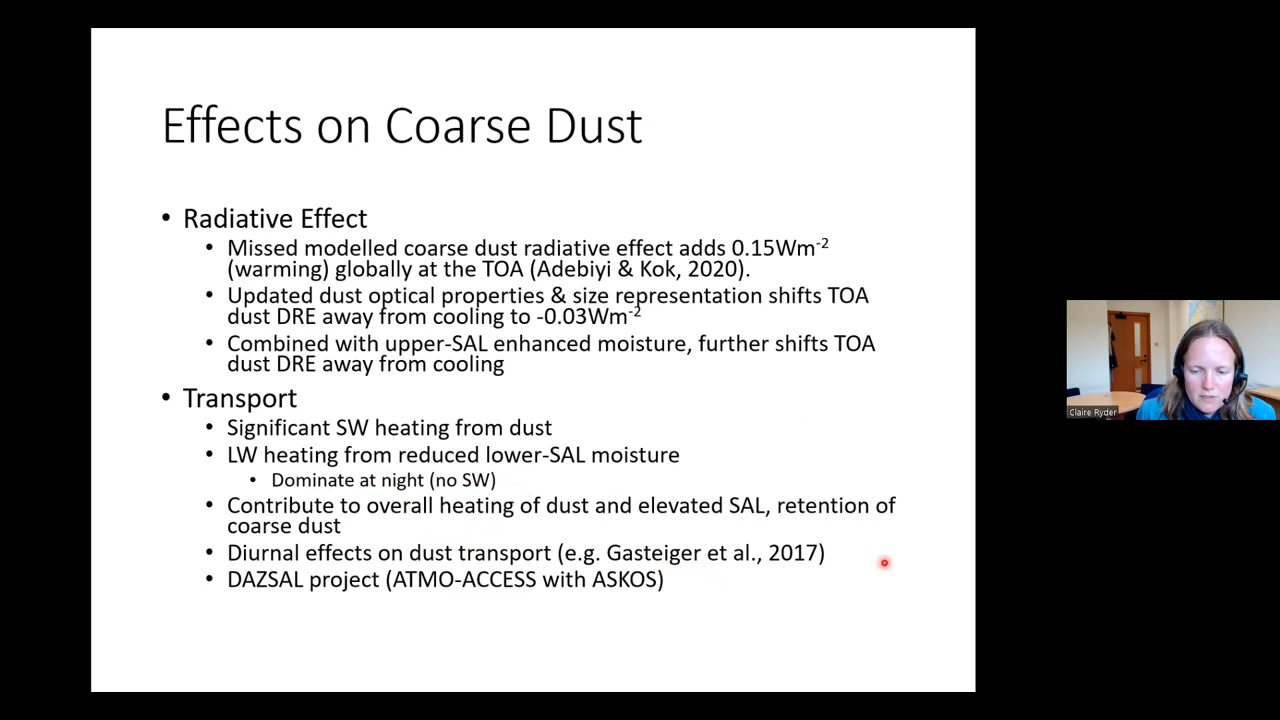 Effects on Coarse Dust
• Radiative Effect
• Missed modelled coarse dust radiative effect adds 0.15Wm-2
(warming) globally at the TOA (Adebiyi & Kok, 2020).
• Updated dust optical properties & size representation shifts TOA
dust DRE away from cooling to -0.03Wm-2
• Combined with upper-SAL enhanced moisture, further shifts TOA
dust DRE away from cooling
• Transport
• Significant SW heating from dust
• LW heating from reduced lower-SAL moisture
• Dominate at night (no SW)
• Contribute to overall heating of dust and elevated SAL, retention of
coarse dust
• Diurnal effects on dust transport (e.g. Gasteiger et al., 2017)
• DAZSAL project (ATMO-ACCESS with ASKOS)
Claire Ryder